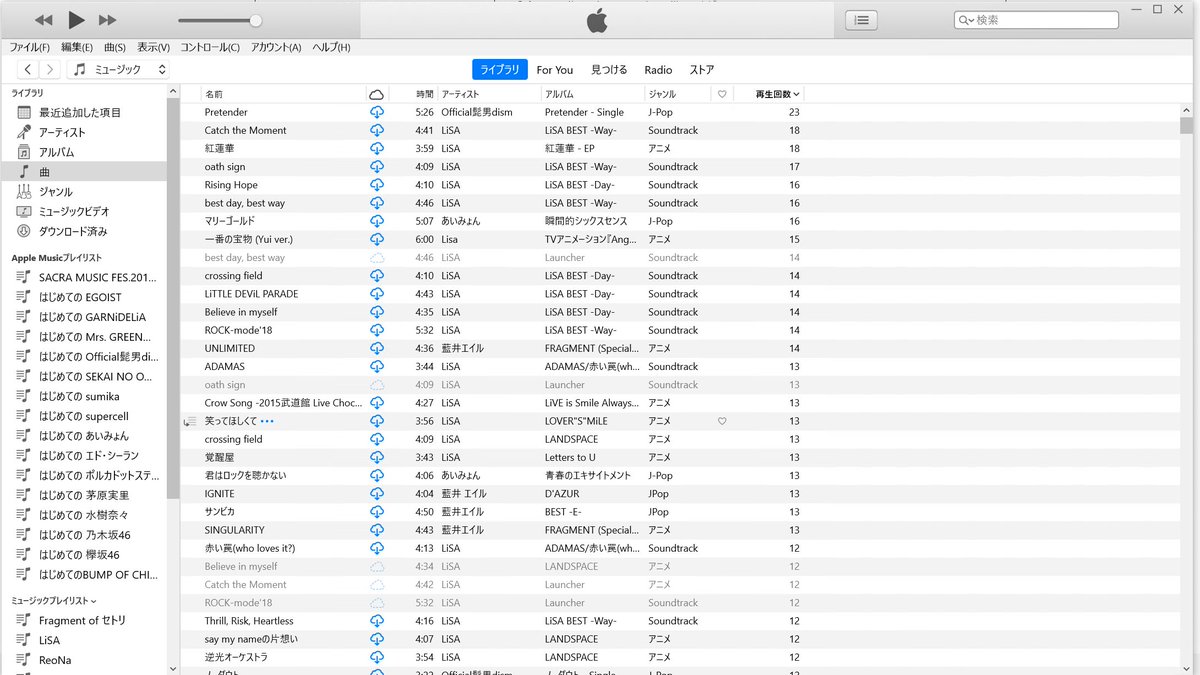 検索
ファイル(F) 編集(E) 曲(S) 表示(V) コントロール(C) アカウント(A) ヘルプ(H)
ミュージック
ライブラリ For You 見つける Radio ストア
ライブラリ
最近追加した項目
アーティスト
アルバム
曲
ジャンル
ミュージックビデオ
ダウンロード済み
Apple Musicプレイリスト
SACRA MUSIC FES.201...
はじめての EGOIST
はじめての GARNiDELiA
はじめての Mrs. GREEN...
はじめての Official髭男di...
はじめての SEKAI NO O...
はじめての sumika
はじめての supercell
はじめての あいみょん
はじめての エド・シーラン
はじめての ポルカドットステ...
はじめての 茅原実里
はじめての 水樹奈々
はじめての 乃木坂46
はじめての 欅坂46
はじめてのBUMP OF CHI...
ミュージックプレイリスト
Fragment of セトリ
LiSA
ReoNa
名前 時間 アーティスト アルバム ジャンル 再生回数
Pretender 5:26 Official髭男dism Pretender - Single J-Pop 23
Catch the Moment 4:41 LiSA LiSA BEST -Way- Soundtrack 18
紅蓮華 3:59 LiSA 紅蓮華 - EP アニメ 18
oath sign 4:09 LiSA LiSA BEST -Way- Soundtrack 17
Rising Hope 4:10 LiSA LiSA BEST -Day- Soundtrack 16
best day, best way 4:46 LiSA LiSA BEST -Way- Soundtrack 16
マリーゴールド 5:07 あいみょん 瞬間的シックスセンス J-Pop 16
一番の宝物 (Yui ver.) 6:00 Lisa TVアニメーション『Ang... アニメ 15
best day, best way 4:46 LiSA Launcher Soundtrack 14
crossing field 4:10 LiSA LiSA BEST -Day- Soundtrack 14
LiTTLE DEViL PARADE 4:43 LiSA LiSA BEST -Day- Soundtrack 14
Believe in myself 4:35 LiSA LiSA BEST -Day- Soundtrack 14
ROCK-mode'18 5:32 LiSA LiSA BEST -Way- Soundtrack 14
UNLIMITED 4:36 藍井エイル FRAGMENT (Special... アニメ 14
ADAMAS 3:44 LiSA ADAMAS/赤い罠(wh... Soundtrack 13
oath sign 4:09 LiSA Launcher Soundtrack 13
Crow Song -2015武道館 Live Choc... 4:27 LiSA LiVE is Smile Always... アニメ 13
笑ってほしくて ••• 3:56 LiSA LOVER"S"MiLE アニメ 13
crossing field 4:09 LiSA LANDSPACE アニメ 13
覚醒屋 3:43 LiSA Letters to U アニメ 13
君はロックを聴かない 4:06 あいみょん 青春のエキサイトメント J-Pop 13
IGNITE 4:04 藍井 エイル D'AZUR JPop 13
サンビカ 4:50 藍井エイル BEST -E- JPop 13
SINGULARITY 4:43 藍井エイル FRAGMENT (Special... アニメ 13
赤い罠(who loves it?) 4:13 LiSA ADAMAS/赤い罠(wh... Soundtrack 12
Believe in myself 4:34 LiSA LANDSPACE アニメ 12
Catch the Moment 4:42 LiSA Launcher アニメ 12
ROCK-mode'18 5:32 LiSA Launcher Soundtrack 12
Thrill, Risk, Heartless 4:16 LiSA LiSA BEST -Way- Soundtrack 12
say my nameの片想い 4:07 LiSA LANDSPACE アニメ 12
逆光オーケストラ 3:54 LiSA LANDSPACE アニメ 12